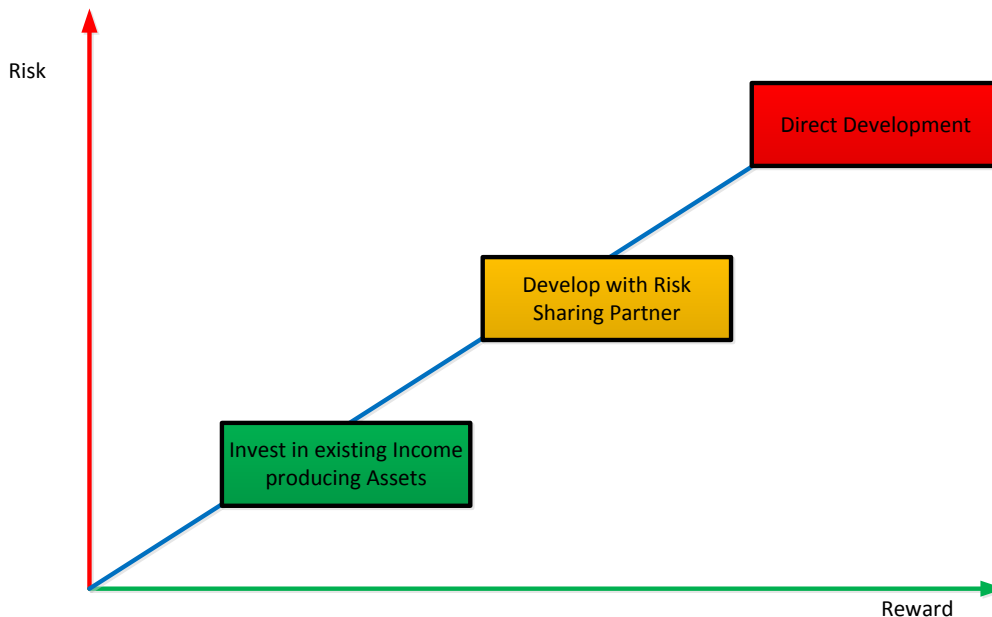 Risk
Direct Development
Develop with Risk
Sharing Partner
Invest in existing Income
producing Assets
Reward